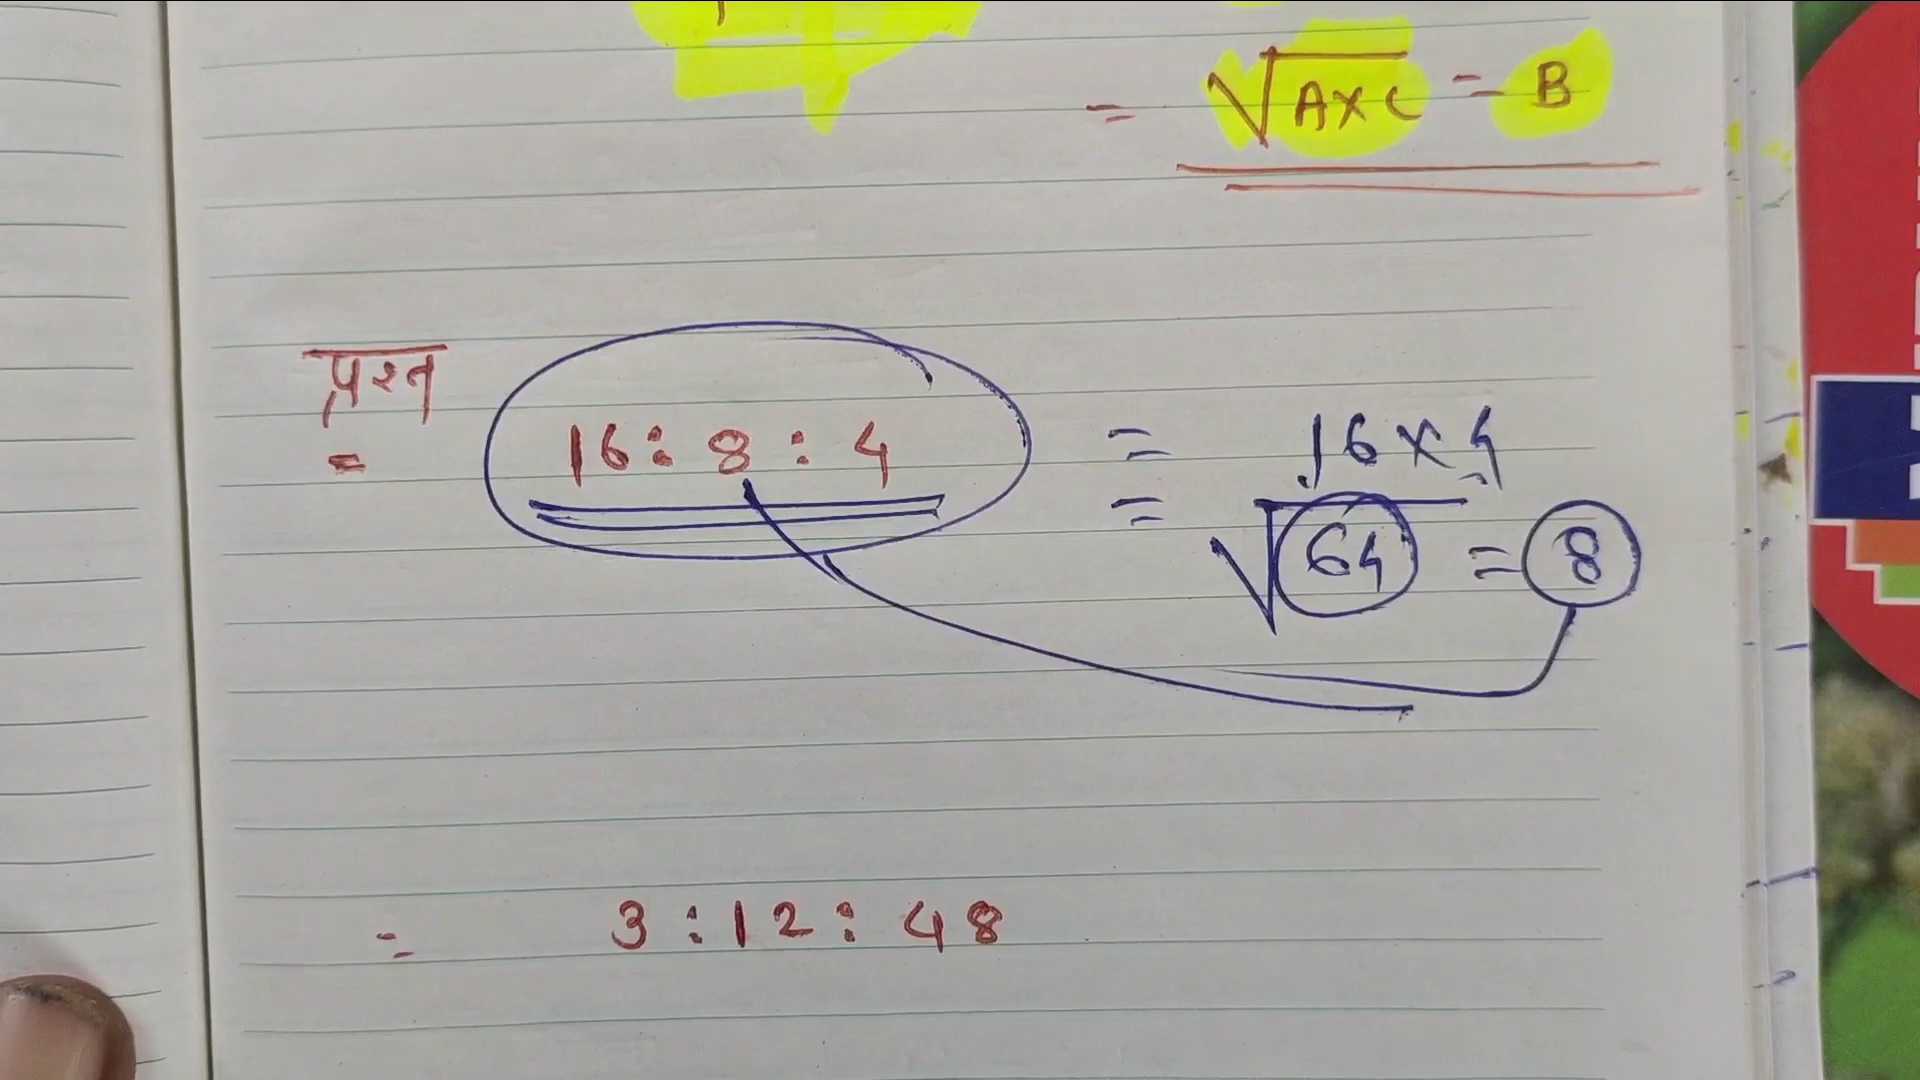 = √A×C = B
प्रश्न
= 16 : 8 : 4 = 16×4
= √64 = 8
= 3 : 12 : 48